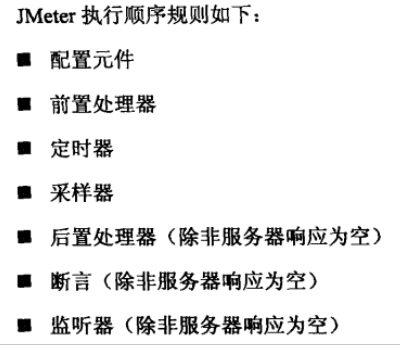 JMeter 执行顺序规则如下：
■ 配置元件
■ 前置处理器
■ 定时器
■ 采样器
■ 后置处理器（除非服务器响应为空）
■ 断言（除非服务器响应为空）
■ 监听器（除非服务器响应为空）